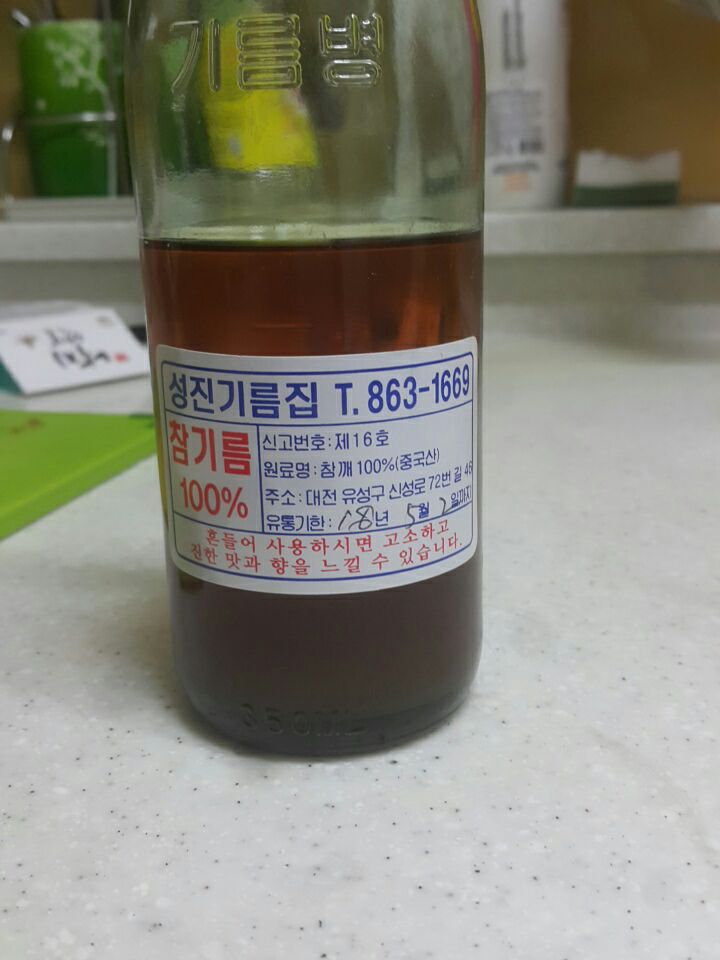 기름병
성진기름집 T. 863-1669
참기름
100%
신고번호:제16호
원료명:참깨 100%(중국산)
주소:대전 유성구 신성로 72번 길 46
유통기한: 18년 5월 2일까지
흔들어 사용하시면 고소하고
진한 맛과 향을 느낄 수 있습니다.
350ML